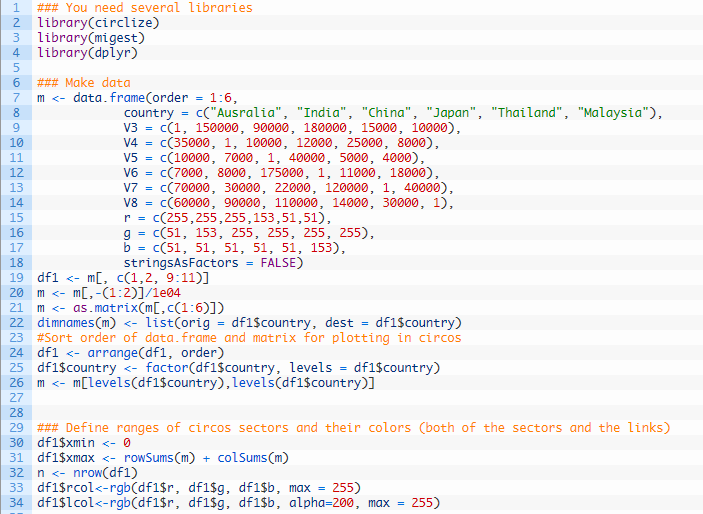 1 ### You need several libraries
2 library(circlize)
3 library(migest)
4 library(dplyr)
5
6 ### Make data
7 m <- data.frame(order = 1:6,
8 country = c("Ausralia", "India", "China", "Japan", "Thailand", "Malaysia"),
9 V3 = c(1, 150000, 90000, 180000, 15000, 10000),
10 V4 = c(35000, 1, 10000, 12000, 25000, 8000),
11 V5 = c(10000, 7000, 1, 40000, 5000, 4000),
12 V6 = c(7000, 8000, 175000, 1, 11000, 18000),
13 V7 = c(70000, 30000, 22000, 120000, 1, 40000),
14 V8 = c(60000, 90000, 110000, 14000, 30000, 1),
15 r = c(255,255,255,153,51,51),
16 g = c(51, 153, 255, 255, 255, 255),
17 b = c(51, 51, 51, 51, 51, 153),
18 stringsAsFactors = FALSE)
19 df1 <- m[, c(1,2, 9:11)]
20 m <- m[,-(1:2)]/1e04
21 m <- as.matrix(m[,c(1:6)])
22 dimnames(m) <- list(orig = df1$country, dest = df1$country)
23 #Sort order of data.frame and matrix for plotting in circos
24 df1 <- arrange(df1, order)
25 df1$country <- factor(df1$country, levels = df1$country)
26 m <- m[levels(df1$country),levels(df1$country)]
27
28
29 ### Define ranges of circos sectors and their colors (both of the sectors and the links)
30 df1$xmin <- 0
31 df1$xmax <- rowSums(m) + colSums(m)
32 n <- nrow(df1)
33 df1$rcol<-rgb(df1$r, df1$g, df1$b, max = 255)
34 df1$lcol<-rgb(df1$r, df1$g, df1$b, alpha=200, max = 255)